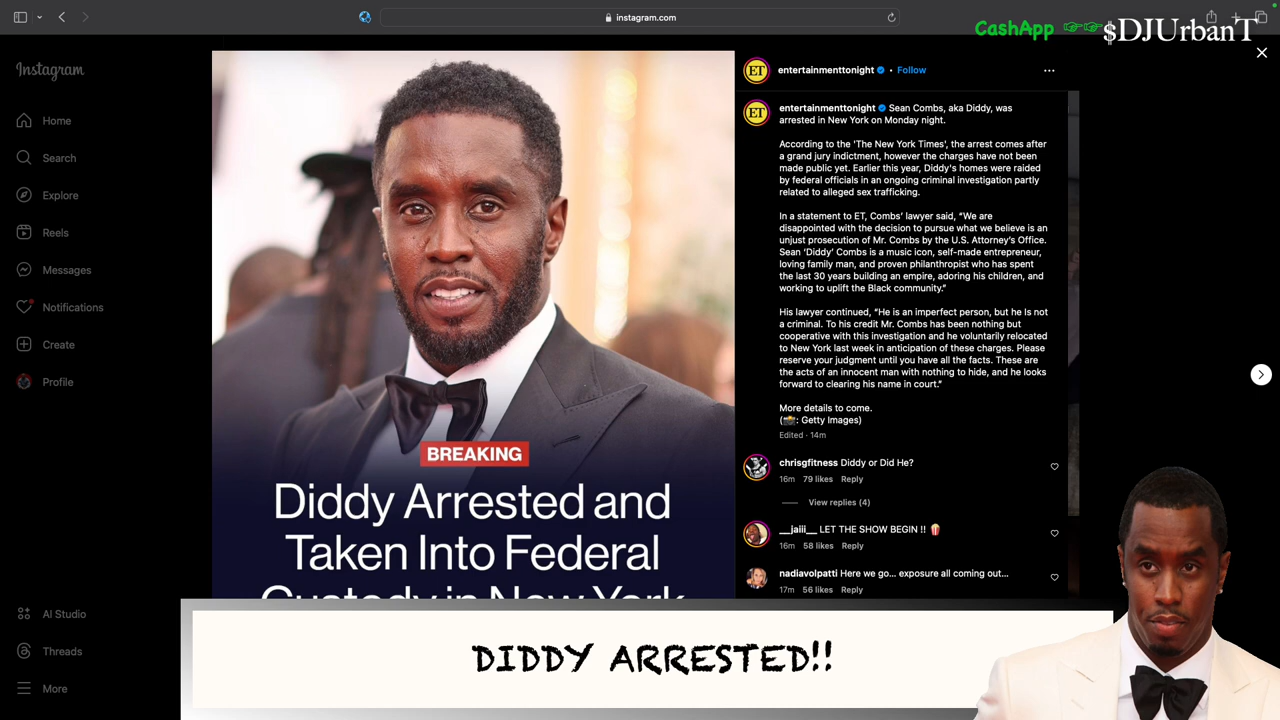 instagram.com
CashApp 👉👉$DJUrbanT
Instagram
Home
Search
Explore
Reels
Messages
Notifications
Create
Profile
AI Studio
Threads
More
BREAKING
Diddy Arrested and
Taken Into Federal
Custody in New York
ET
entertainmenttonight • Follow
ET
entertainmenttonight Sean Combs, aka Diddy, was
arrested in New York on Monday night.
According to the 'The New York Times', the arrest comes after
a grand jury indictment, however the charges have not been
made public yet. Earlier this year, Diddy's homes were raided
by federal officials in an ongoing criminal investigation partly
related to alleged sex trafficking.
In a statement to ET, Combs' lawyer said, "We are
disappointed with the decision to pursue what we believe is an
unjust prosecution of Mr. Combs by the U.S. Attorney's Office.
Sean 'Diddy' Combs is a music icon, self-made entrepreneur,
loving family man, and proven philanthropist who has spent
the last 30 years building an empire, adoring his children, and
working to uplift the Black community."
His lawyer continued, "He is an imperfect person, but he Is not
a criminal. To his credit Mr. Combs has been nothing but
cooperative with this investigation and he voluntarily relocated
to New York last week in anticipation of these charges. Please
reserve your judgment until you have all the facts. These are
the acts of an innocent man with nothing to hide, and he looks
forward to clearing his name in court."
More details to come.
(📸: Getty Images)
Edited · 14m
chrisgfitness Diddy or Did He?
16m 79 likes Reply
View replies (4)
__jaiii__ LET THE SHOW BEGIN !! 🍿
16m 58 likes Reply
nadiavolpatti Here we go... exposure all coming out...
17m 56 likes Reply
DIDDY ARRESTED!!